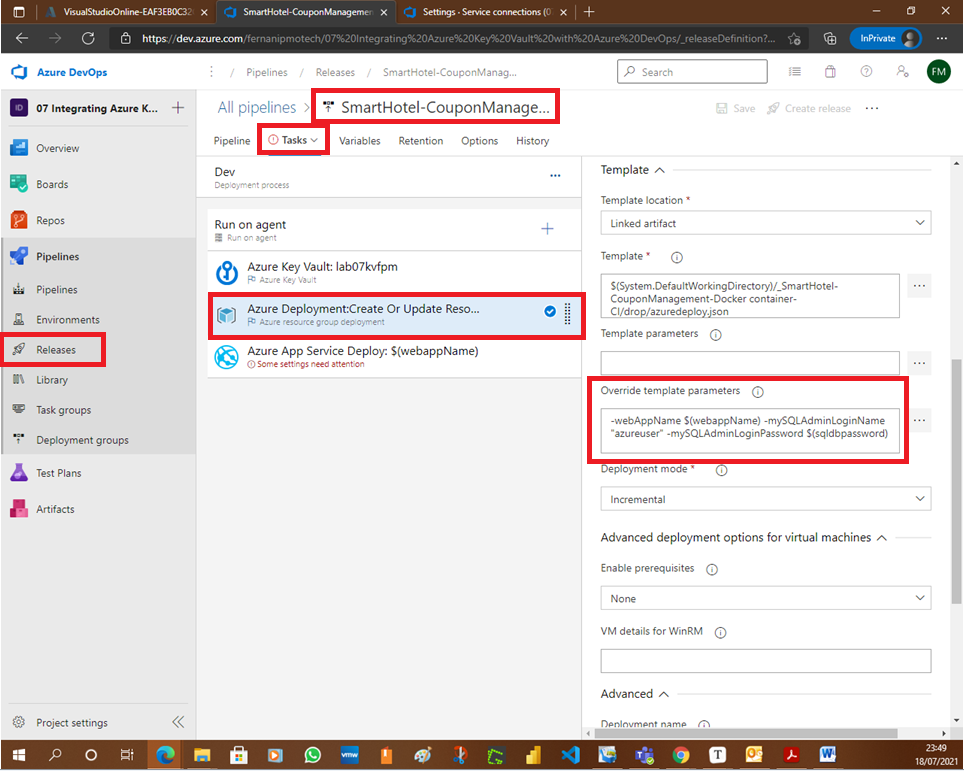 VisualStudioOnline-EAF3EB0C32
SmartHotel-CouponManagemen
Settings · Service connections (0
https://dev.azure.com/fernanipmotech/07%20Integrating%20Azure%20Key%20Vault%20with%20Azure%20DevOps/_releaseDefinition?...
InPrivate
Azure DevOps
/ Pipelines / Releases / SmartHotel-CouponManag...
Search
FM
ID
07 Integrating Azure K...
All pipelines > SmartHotel-CouponManage...
Save
Create release
Pipeline
Tasks
Variables
Retention
Options
History
Overview
Boards
Repos
Pipelines
Pipelines
Environments
Releases
Library
Task groups
Deployment groups
Test Plans
Artifacts
Project settings
Dev
Deployment process
Run on agent
Run on agent
Azure Key Vault: lab07kvfpm
Azure Key Vault
Azure Deployment:Create Or Update Reso...
Azure resource group deployment
Azure App Service Deploy: $(webappName)
Some settings need attention
Template
Template location *
Linked artifact
Template *
$(System.DefaultWorkingDirectory)/_SmartHotel-
CouponManagement-Docker container-
CI/drop/azuredeploy.json
Template parameters
Override template parameters
-webAppName $(webappName) -mySQLAdminLoginName
"azureuser" -mySQLAdminLoginPassword $(sqldbpassword)
Deployment mode *
Incremental
Advanced deployment options for virtual machines
Enable prerequisites
None
VM details for WinRM
Advanced
Deployment name
vmw
T
23:49
18/07/2021